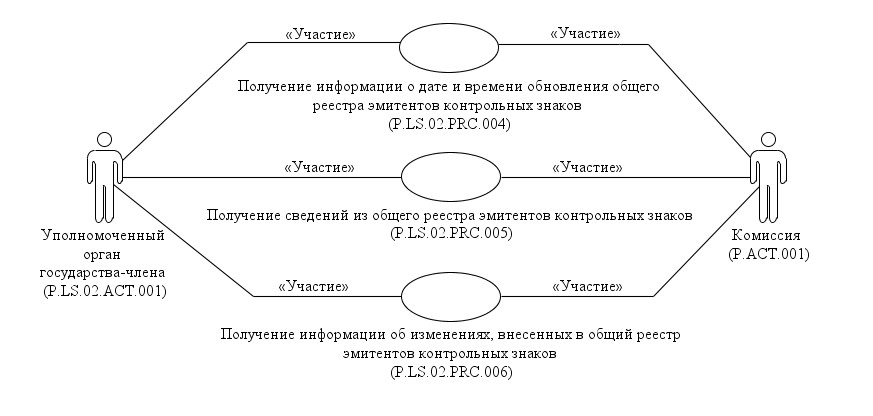 «Участие» «Участие»
Получение информации о дате и времени обновления общего
реестра эмитентов контрольных знаков
(P.LS.02.PRC.004)
«Участие» «Участие»
Получение сведений из общего реестра эмитентов контрольных знаков
(P.LS.02.PRC.005)
Уполномоченный
орган
государства-члена
(P.LS.02.ACT.001)
Комиссия
(P.ACT.001)
«Участие» «Участие»
Получение информации об изменениях, внесенных в общий реестр
эмитентов контрольных знаков
(P.LS.02.PRC.006)